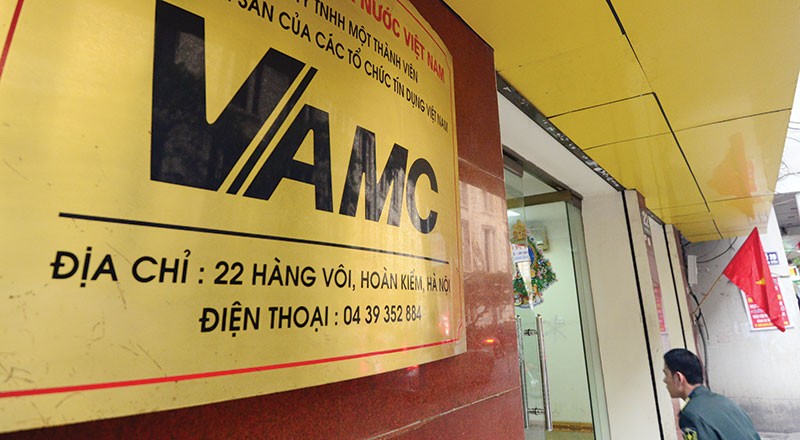 NƯỚC VIỆT NAM
TY TNHH MỘT THÀNH VIÊN
SẢN CỦA CÁC TỔ CHỨC TÍN DỤNG VIỆT NAM
VAMC
ĐỊA CHỈ : 22 HÀNG VÔI, HOÀN KIẾM, HÀ NỘI
ĐIỆN THOẠI : 04 39 352 884